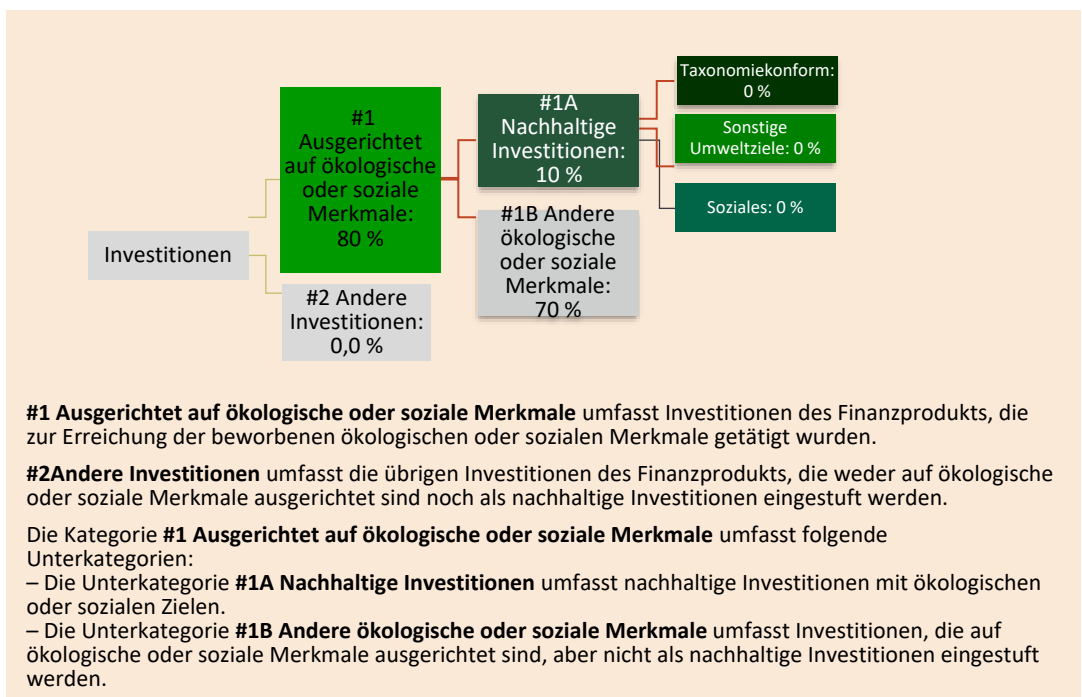 Investitionen
#1
Ausgerichtet
auf ökologische
oder soziale
Merkmale:
80 %
#2 Andere
Investitionen:
0,0 %
#1A
Nachhaltige
Investitionen:
10 %
#1B Andere
ökologische
oder soziale
Merkmale:
70 %
Taxonomiekonform:
0 %
Sonstige
Umweltziele: 0 %
Soziales: 0 %
#1 Ausgerichtet auf ökologische oder soziale Merkmale umfasst Investitionen des Finanzprodukts, die
zur Erreichung der beworbenen ökologischen oder sozialen Merkmale getätigt wurden.
#2Andere Investitionen umfasst die übrigen Investitionen des Finanzprodukts, die weder auf ökologische
oder soziale Merkmale ausgerichtet sind noch als nachhaltige Investitionen eingestuft werden.
Die Kategorie #1 Ausgerichtet auf ökologische oder soziale Merkmale umfasst folgende
Unterkategorien:
– Die Unterkategorie #1A Nachhaltige Investitionen umfasst nachhaltige Investitionen mit ökologischen
oder sozialen Zielen.
– Die Unterkategorie #1B Andere ökologische oder soziale Merkmale umfasst Investitionen, die auf
ökologische oder soziale Merkmale ausgerichtet sind, aber nicht als nachhaltige Investitionen eingestuft
werden.